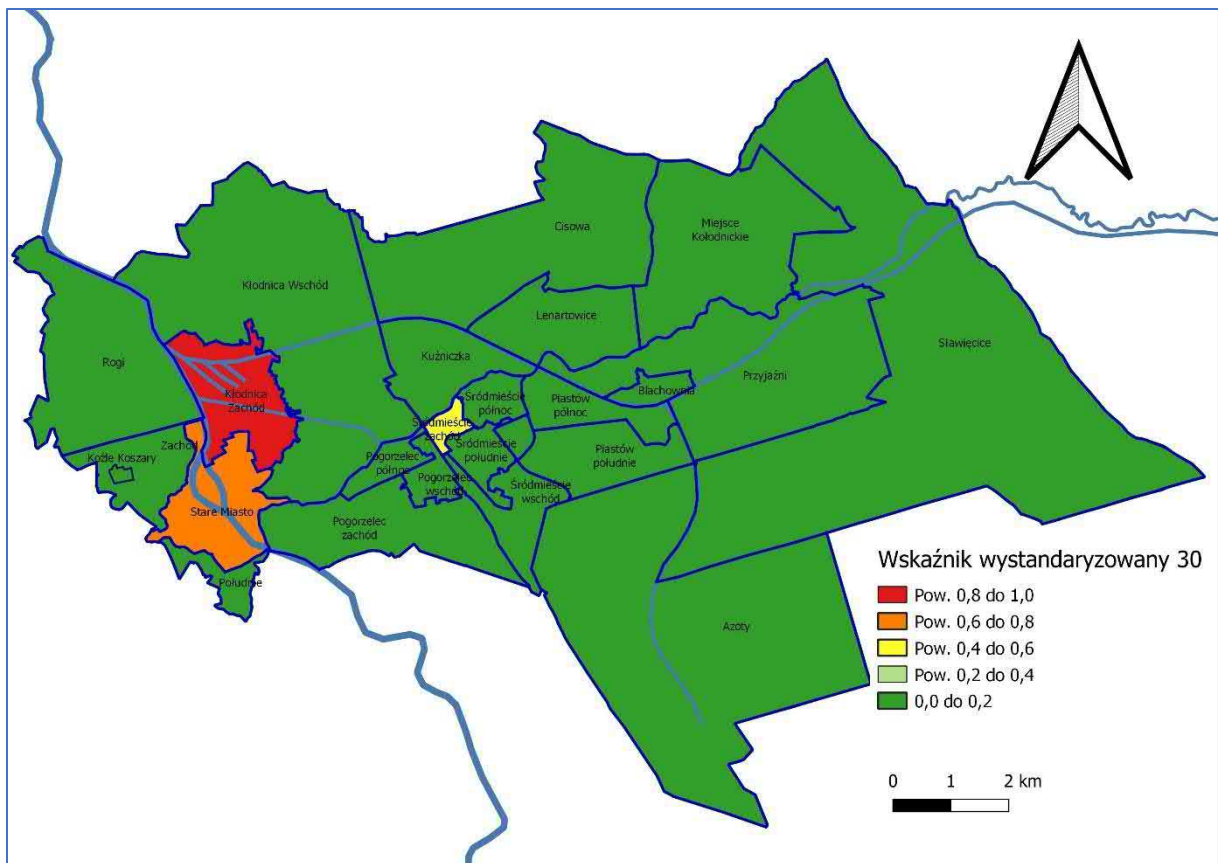 Cisowa
Miejsce
Kołodnickie
Kłodnica Wschód
Lenartowice
Rogi
Kuźniczka
Sławięcice
Przyjaźni
Blachownia
Kłodnica
Zachód
Śródmieście
północ
Piastów
północ
Śródmieście
zachód
Zachód
Śródmieście
południe
Piastów
południe
Koźle Koszary
Pogorzelec
północ
Pogorzelec
wschód
Śródmieście
wschód
Stare Miasto
Pogorzelec
zachód
Południe
Azoty
Wskaźnik wystandaryzowany 30
Pow. 0,8 do 1,0
Pow. 0,6 do 0,8
Pow. 0,4 do 0,6
Pow. 0,2 do 0,4
0,0 do 0,2
0 1 2 km